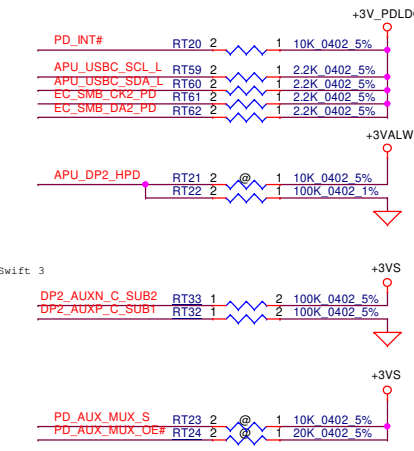 +3V_PDLD
PD_INT# RT20 2 1 10K_0402_5%
APU_USBC_SCL_L RT59 2 1 2.2K_0402_5%
APU_USBC_SDA_L RT60 2 1 2.2K_0402_5%
EC_SMB_CK2_PD RT61 2 1 2.2K_0402_5%
EC_SMB_DA2_PD RT62 2 1 2.2K_0402_5%
+3VALW
APU_DP2_HPD RT21 2 @ 1 10K_0402_5%
RT22 2 1 100K_0402_1%
Swift 3
+3VS
DP2_AUXN_C_SUB2 RT33 1 2 100K_0402_5%
DP2_AUXP_C_SUB1 RT32 1 2 100K_0402_5%
+3VS
PD_AUX_MUX_S RT23 2 @ 1 10K_0402_5%
PD_AUX_MUX_OE# RT24 2 @ 1 20K_0402_5%